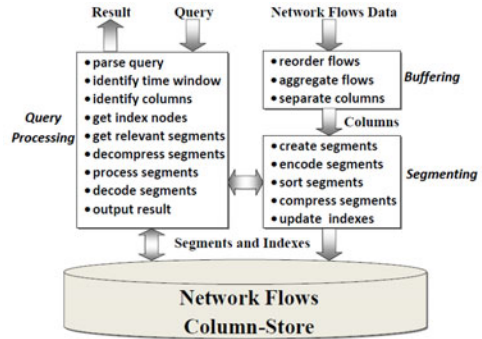 Result
Query
Network Flows Data
• parse query
• identify time window
• identify columns
• get index nodes
• get relevant segments
• decompress segments
• process segments
• decode segments
• output result
Query
Processing
• reorder flows
• aggregate flows
• separate columns
Buffering
Columns
• create segments
• encode segments
• sort segments
• compress segments
• update indexes
Segmenting
Segments and Indexes
Network Flows
Column-Store